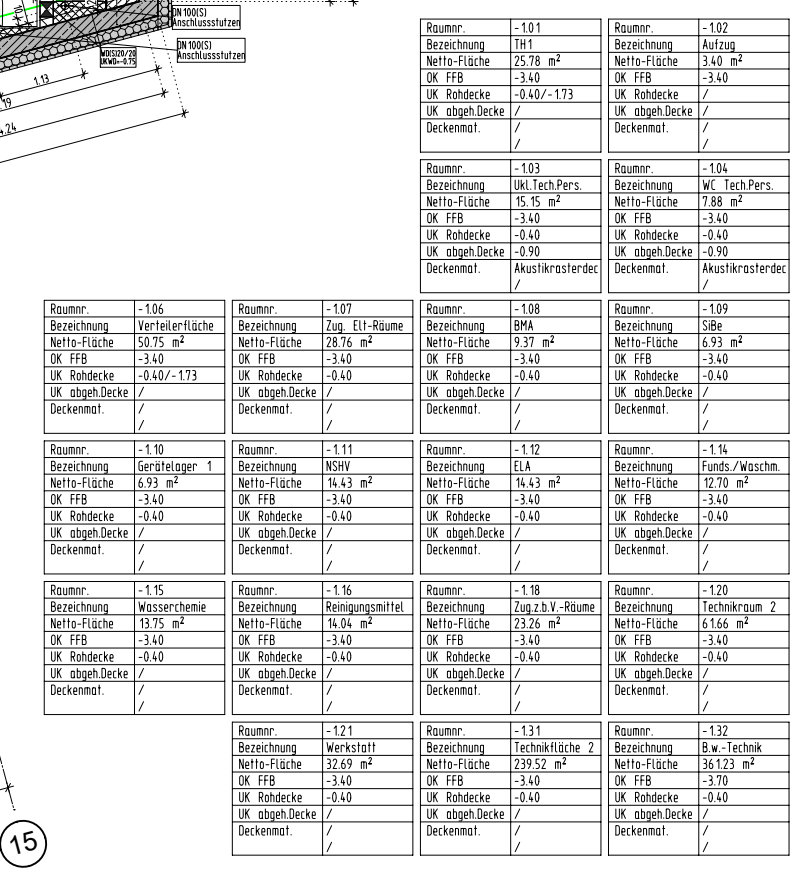 DN 100(S)
Anschlussstutzen
DN 100(S)
Anschlussstutzen
WD(S)20/20
UKWD=-0.75
1.13
4.24
Raumnr. -1.01
Bezeichnung TH1
Netto-Fläche 25.78 m²
OK FFB -3.40
UK Rohdecke -0.40/-1.73
UK abgeh.Decke /
Deckenmat. /
/
Raumnr. -1.02
Bezeichnung Aufzug
Netto-Fläche 3.40 m²
OK FFB -3.40
UK Rohdecke /
UK abgeh.Decke /
Deckenmat. /
/
Raumnr. -1.03
Bezeichnung Ukl.Tech.Pers.
Netto-Fläche 15.15 m²
OK FFB -3.40
UK Rohdecke -0.40
UK abgeh.Decke -0.90
Deckenmat. Akustikrasterdec
/
Raumnr. -1.04
Bezeichnung WC Tech.Pers.
Netto-Fläche 7.88 m²
OK FFB -3.40
UK Rohdecke -0.40
UK abgeh.Decke -0.90
Deckenmat. Akustikrasterdec
/
Raumnr. -1.06
Bezeichnung Verteilerfläche
Netto-Fläche 50.75 m²
OK FFB -3.40
UK Rohdecke -0.40/-1.73
UK abgeh.Decke /
Deckenmat. /
/
Raumnr. -1.07
Bezeichnung Zug. Elt-Räume
Netto-Fläche 28.76 m²
OK FFB -3.40
UK Rohdecke -0.40
UK abgeh.Decke /
Deckenmat. /
/
Raumnr. -1.08
Bezeichnung BMA
Netto-Fläche 9.37 m²
OK FFB -3.40
UK Rohdecke -0.40
UK abgeh.Decke /
Deckenmat. /
/
Raumnr. -1.09
Bezeichnung SiBe
Netto-Fläche 6.93 m²
OK FFB -3.40
UK Rohdecke -0.40
UK abgeh.Decke /
Deckenmat. /
/
Raumnr. -1.10
Bezeichnung Gerätelager 1
Netto-Fläche 6.93 m²
OK FFB -3.40
UK Rohdecke -0.40
UK abgeh.Decke /
Deckenmat. /
/
Raumnr. -1.11
Bezeichnung NSHV
Netto-Fläche 14.43 m²
OK FFB -3.40
UK Rohdecke -0.40
UK abgeh.Decke /
Deckenmat. /
/
Raumnr. -1.12
Bezeichnung ELA
Netto-Fläche 14.43 m²
OK FFB -3.40
UK Rohdecke -0.40
UK abgeh.Decke /
Deckenmat. /
/
Raumnr. -1.14
Bezeichnung Funds./Waschm.
Netto-Fläche 12.70 m²
OK FFB -3.40
UK Rohdecke -0.40
UK abgeh.Decke /
Deckenmat. /
/
Raumnr. -1.15
Bezeichnung Wasserchemie
Netto-Fläche 13.75 m²
OK FFB -3.40
UK Rohdecke -0.40
UK abgeh.Decke /
Deckenmat. /
/
Raumnr. -1.16
Bezeichnung Reinigungsmittel
Netto-Fläche 14.04 m²
OK FFB -3.40
UK Rohdecke -0.40
UK abgeh.Decke /
Deckenmat. /
/
Raumnr. -1.18
Bezeichnung Zug.z.b.V.-Räume
Netto-Fläche 23.26 m²
OK FFB -3.40
UK Rohdecke -0.40
UK abgeh.Decke /
Deckenmat. /
/
Raumnr. -1.20
Bezeichnung Technikraum 2
Netto-Fläche 61.66 m²
OK FFB -3.40
UK Rohdecke -0.40
UK abgeh.Decke /
Deckenmat. /
/
Raumnr. -1.21
Bezeichnung Werkstatt
Netto-Fläche 32.69 m²
OK FFB -3.40
UK Rohdecke -0.40
UK abgeh.Decke /
Deckenmat. /
/
Raumnr. -1.31
Bezeichnung Technikfläche 2
Netto-Fläche 239.52 m²
OK FFB -3.40
UK Rohdecke -0.40
UK abgeh.Decke /
Deckenmat. /
/
Raumnr. -1.32
Bezeichnung B.w.-Technik
Netto-Fläche 361.23 m²
OK FFB -3.70
UK Rohdecke -0.40
UK abgeh.Decke /
Deckenmat. /
/
15